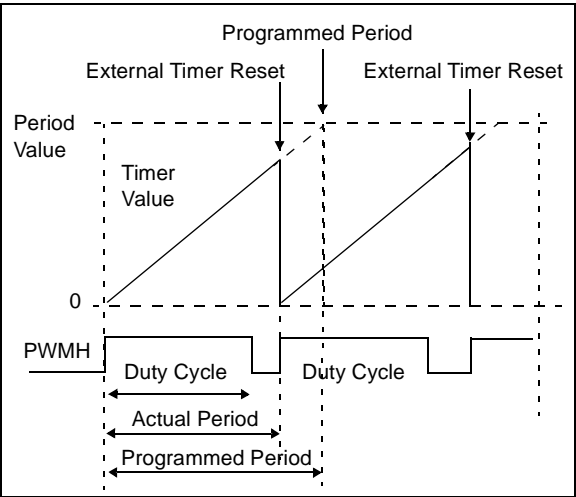 Programmed Period
External Timer Reset
External Timer Reset
Period
Value
Timer
Value
0
PWMH
Duty Cycle
Duty Cycle
Actual Period
Programmed Period